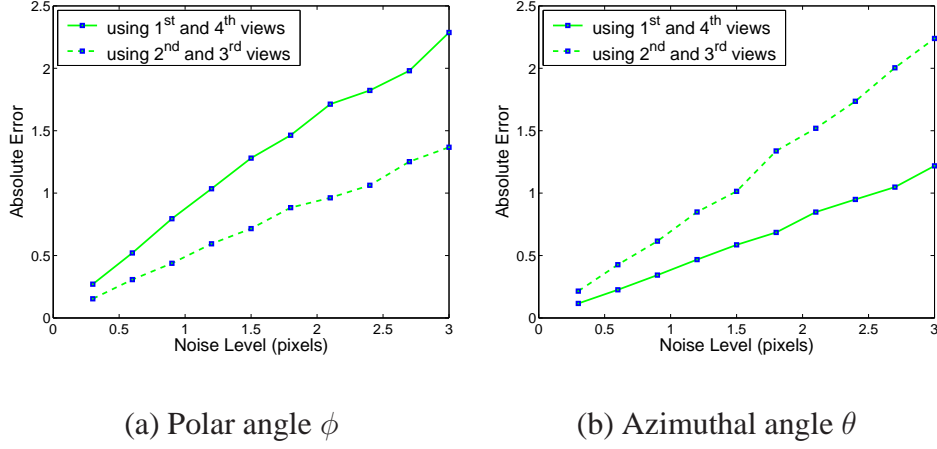 2.5
2
1.5
1
0.5
0
0 0.5 1 1.5 2 2.5 3
Absolute Error
Noise Level (pixels)
using 1st and 4th views
using 2nd and 3rd views
(a) Polar angle ϕ
2.5
2
1.5
1
0.5
0
0 0.5 1 1.5 2 2.5 3
Absolute Error
Noise Level (pixels)
using 1st and 4th views
using 2nd and 3rd views
(b) Azimuthal angle θ